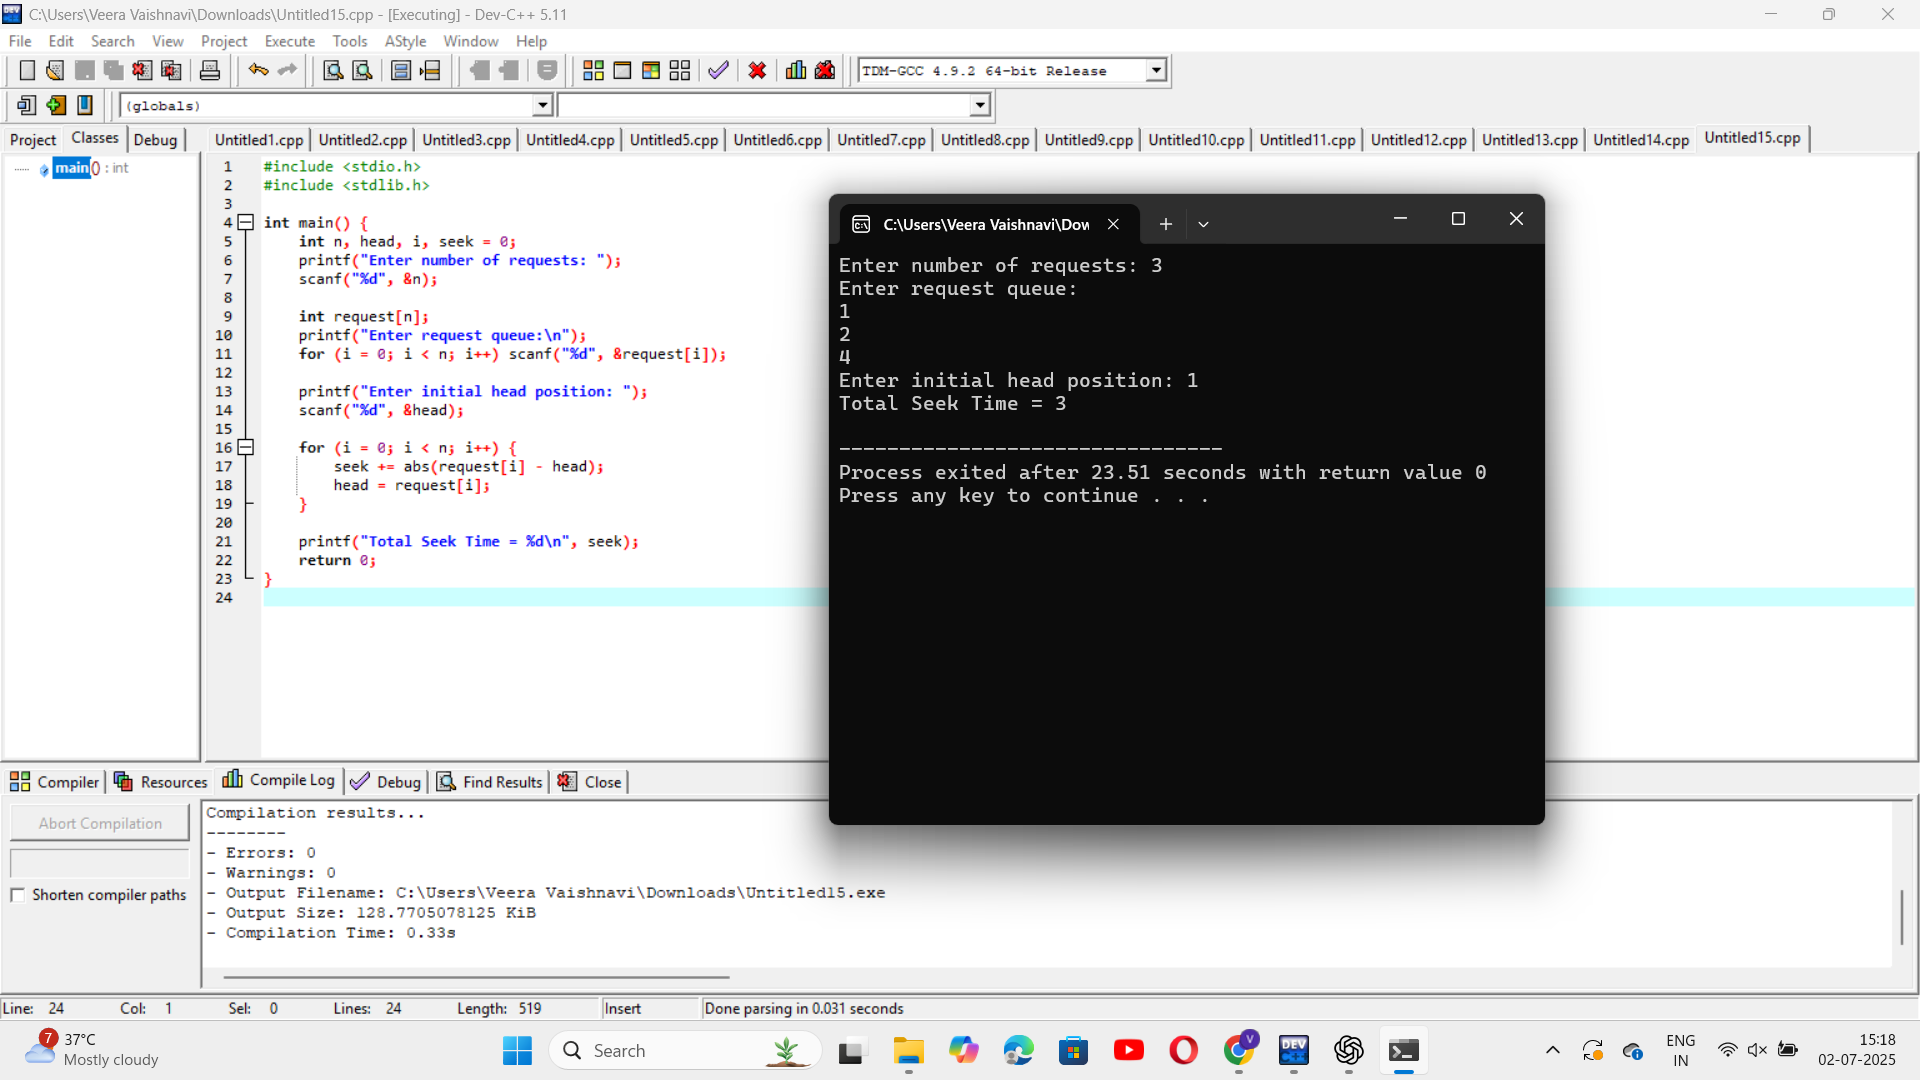 C:\Users\Veera Vaishnavi\Downloads\Untitled15.cpp - [Executing] - Dev-C++ 5.11
File Edit Search View Project Execute Tools AStyle Window Help
TDM-GCC 4.9.2 64-bit Release
(globals)
Project Classes Debug
Untitled1.cpp Untitled2.cpp Untitled3.cpp Untitled4.cpp Untitled5.cpp Untitled6.cpp Untitled7.cpp Untitled8.cpp Untitled9.cpp Untitled10.cpp Untitled11.cpp Untitled12.cpp Untitled13.cpp Untitled14.cpp Untitled15.cpp
main() : int
1 #include <stdio.h>
2 #include <stdlib.h>
3
4 int main() {
5 int n, head, i, seek = 0;
6 printf("Enter number of requests: ");
7 scanf("%d", &n);
8
9 int request[n];
10 printf("Enter request queue:\n");
11 for (i = 0; i < n; i++) scanf("%d", &request[i]);
12
13 printf("Enter initial head position: ");
14 scanf("%d", &head);
15
16 for (i = 0; i < n; i++) {
17 seek += abs(request[i] - head);
18 head = request[i];
19 }
20
21 printf("Total Seek Time = %d\n", seek);
22 return 0;
23 }
24
C:\Users\Veera Vaishnavi\Dow
Enter number of requests: 3
Enter request queue:
1
2
4
Enter initial head position: 1
Total Seek Time = 3
--------------------------------
Process exited after 23.51 seconds with return value 0
Press any key to continue . . .
Compiler Resources Compile Log Debug Find Results Close
Abort Compilation
Shorten compiler paths
Compilation results...
--------
- Errors: 0
- Warnings: 0
- Output Filename: C:\Users\Veera Vaishnavi\Downloads\Untitled15.exe
- Output Size: 128.7705078125 KiB
- Compilation Time: 0.33s
Line: 24 Col: 1 Sel: 0 Lines: 24 Length: 519 Insert Done parsing in 0.031 seconds
7
37°C
Mostly cloudy
Search
V
DEV
ENG
IN
15:18
02-07-2025